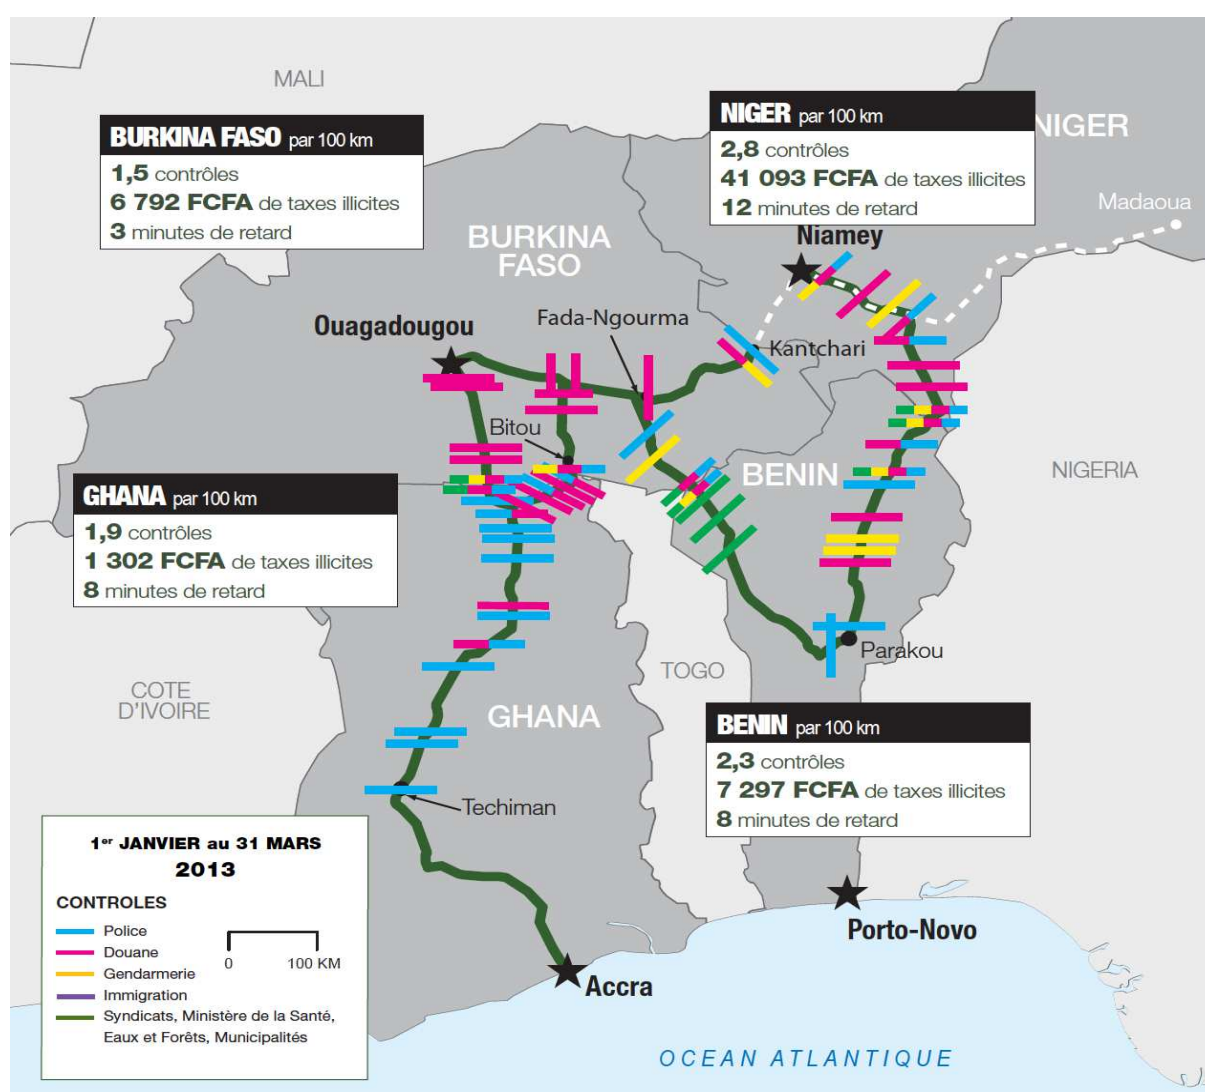 MALI
BURKINA FASO par 100 km
1,5 contrôles
6 792 FCFA de taxes illicites
3 minutes de retard
NIGER par 100 km
2,8 contrôles
41 093 FCFA de taxes illicites
12 minutes de retard
NIGER
Madaoua
BURKINA
FASO
Niamey
Ouagadougou
Fada-Ngourma
Kantchari
Bitou
BENIN
NIGERIA
GHANA par 100 km
1,9 contrôles
1 302 FCFA de taxes illicites
8 minutes de retard
Parakou
TOGO
COTE
D'IVOIRE
GHANA
BENIN par 100 km
2,3 contrôles
7 297 FCFA de taxes illicites
8 minutes de retard
Techiman
1er JANVIER au 31 MARS
2013
CONTROLES
Police
Douane
Gendarmerie
Immigration
Syndicats, Ministère de la Santé,
Eaux et Forêts, Municipalités
0 100 KM
Porto-Novo
Accra
OCEAN ATLANTIQUE